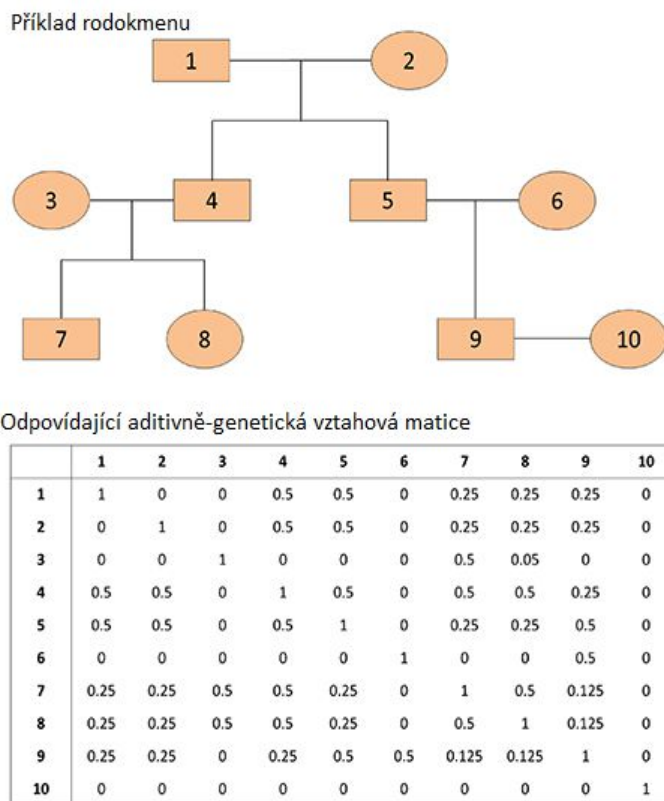 Příklad rodokmenu
1 2
3 4 5 6
7 8 9 10
Odpovídající aditivně-genetická vztahová matice
1 2 3 4 5 6 7 8 9 10
1 1 0 0 0.5 0.5 0 0.25 0.25 0.25 0
2 0 1 0 0.5 0.5 0 0.25 0.25 0.25 0
3 0 0 1 0 0 0 0.5 0.05 0 0
4 0.5 0.5 0 1 0.5 0 0.5 0.5 0.25 0
5 0.5 0.5 0 0.5 1 0 0.25 0.25 0.5 0
6 0 0 0 0 0 1 0 0 0.5 0
7 0.25 0.25 0.5 0.5 0.25 0 1 0.5 0.125 0
8 0.25 0.25 0.5 0.5 0.25 0 0.5 1 0.125 0
9 0.25 0.25 0 0.25 0.5 0.5 0.125 0.125 1 0
10 0 0 0 0 0 0 0 0 0 1